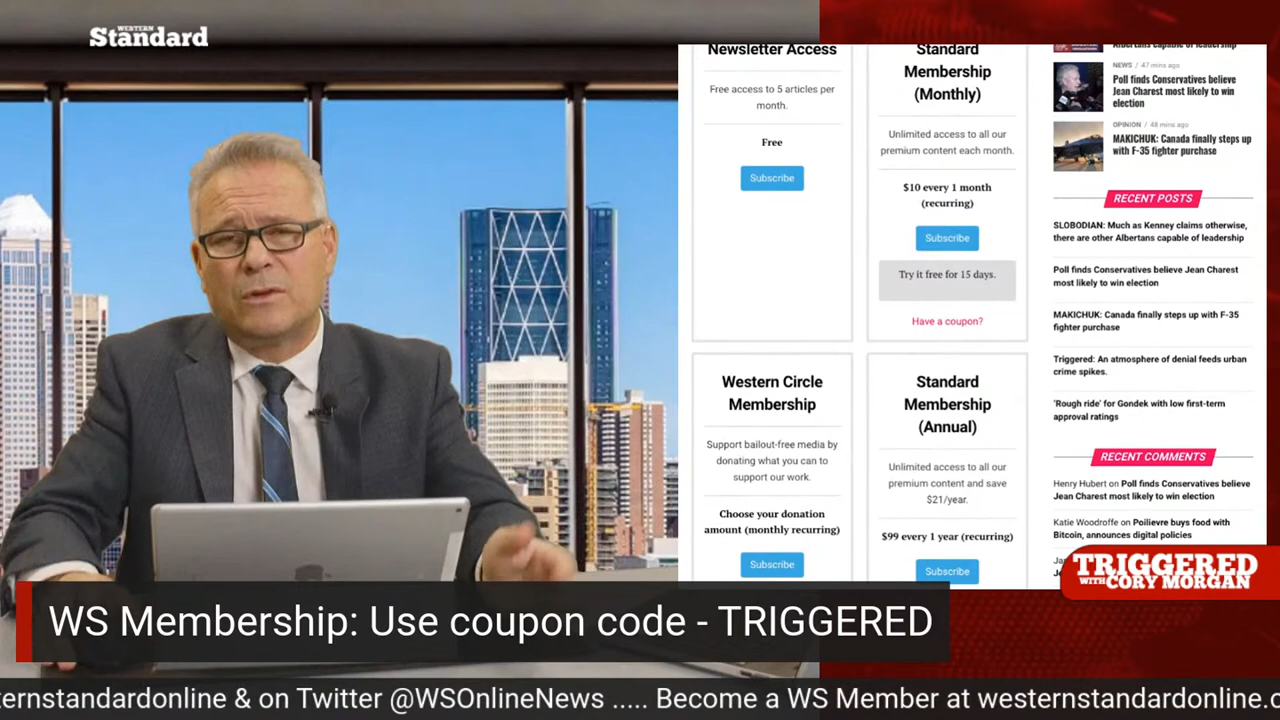 WESTERN
Standard
Newsletter Access
Free access to 5 articles per
month.
Free
Subscribe
Standard
Membership
(Monthly)
Unlimited access to all our
premium content each month.
$10 every 1 month
(recurring)
Subscribe
Try it free for 15 days.
Have a coupon?
Western Circle
Membership
Support bailout-free media by
donating what you can to
support our work.
Choose your donation
amount (monthly recurring)
Subscribe
Standard
Membership
(Annual)
Unlimited access to all our
premium content and save
$21/year.
$99 every 1 year (recurring)
Subscribe
Albertans capable of leadership
NEWS / 47 mins ago
Poll finds Conservatives believe
Jean Charest most likely to win
election
OPINION / 48 mins ago
MAKICHUK: Canada finally steps up
with F-35 fighter purchase
RECENT POSTS
SLOBODIAN: Much as Kenney claims otherwise,
there are other Albertans capable of leadership
Poll finds Conservatives believe Jean Charest
most likely to win election
MAKICHUK: Canada finally steps up with F-35
fighter purchase
Triggered: An atmosphere of denial feeds urban
crime spikes.
'Rough ride' for Gondek with low first-term
approval ratings
RECENT COMMENTS
Henry Hubert on Poll finds Conservatives believe
Jean Charest most likely to win election
Katie Woodroffe on Poilievre buys food with
Bitcoin, announces digital policies
TRIGGERED
WITH CORY MORGAN
WS Membership: Use coupon code - TRIGGERED
ternstandardonline & on Twitter @WSOnlineNews ..... Become a WS Member at westernstandardonline.c